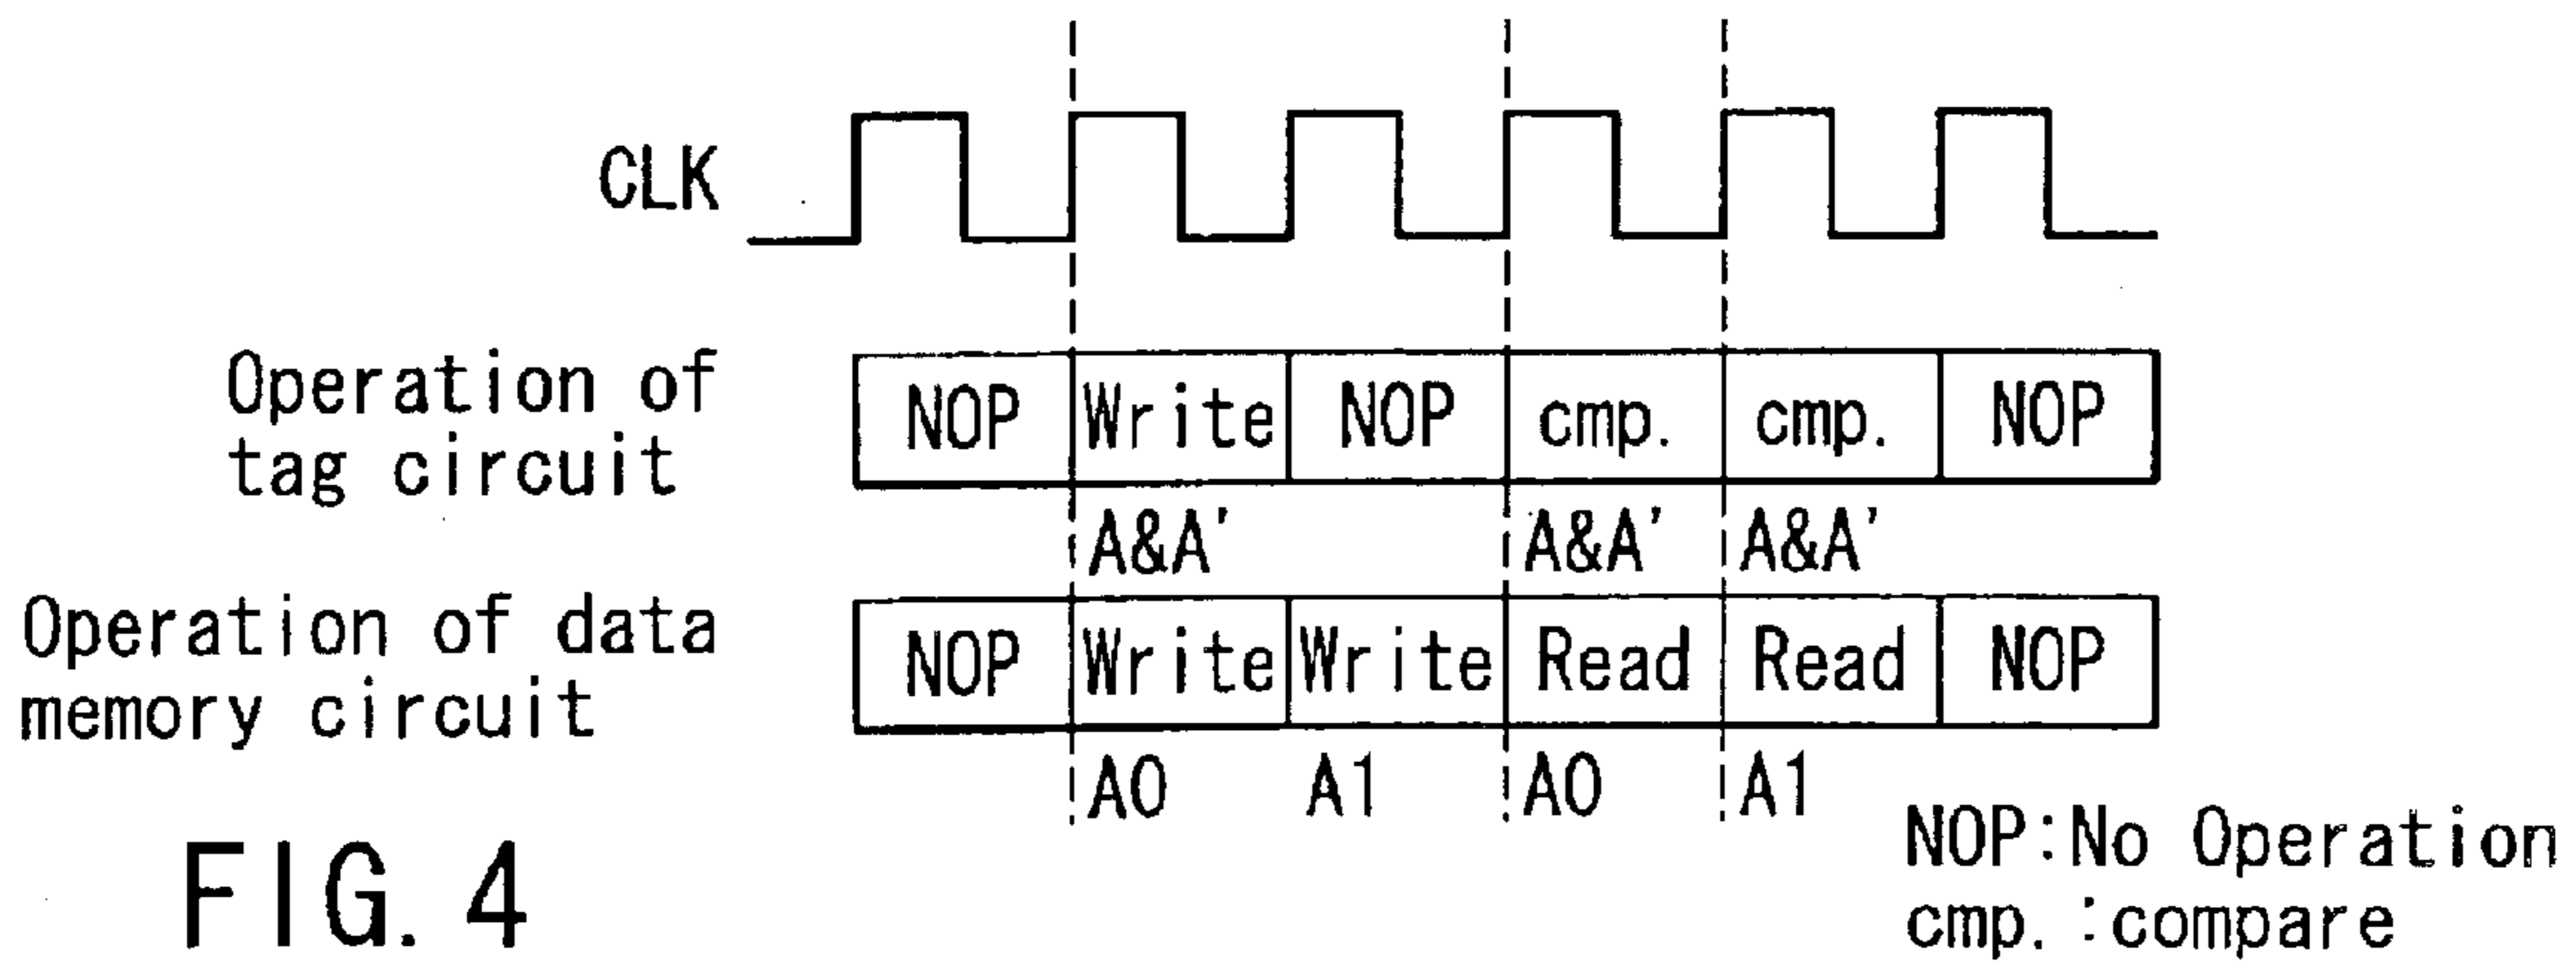 CLK
Operation of
tag circuit
NOP Write NOP cmp. cmp. NOP
A&A' A&A' A&A'
Operation of data
memory circuit
NOP Write Write Read Read NOP
A0 A1 A0 A1
NOP:No Operation
cmp. :compare
FIG. 4